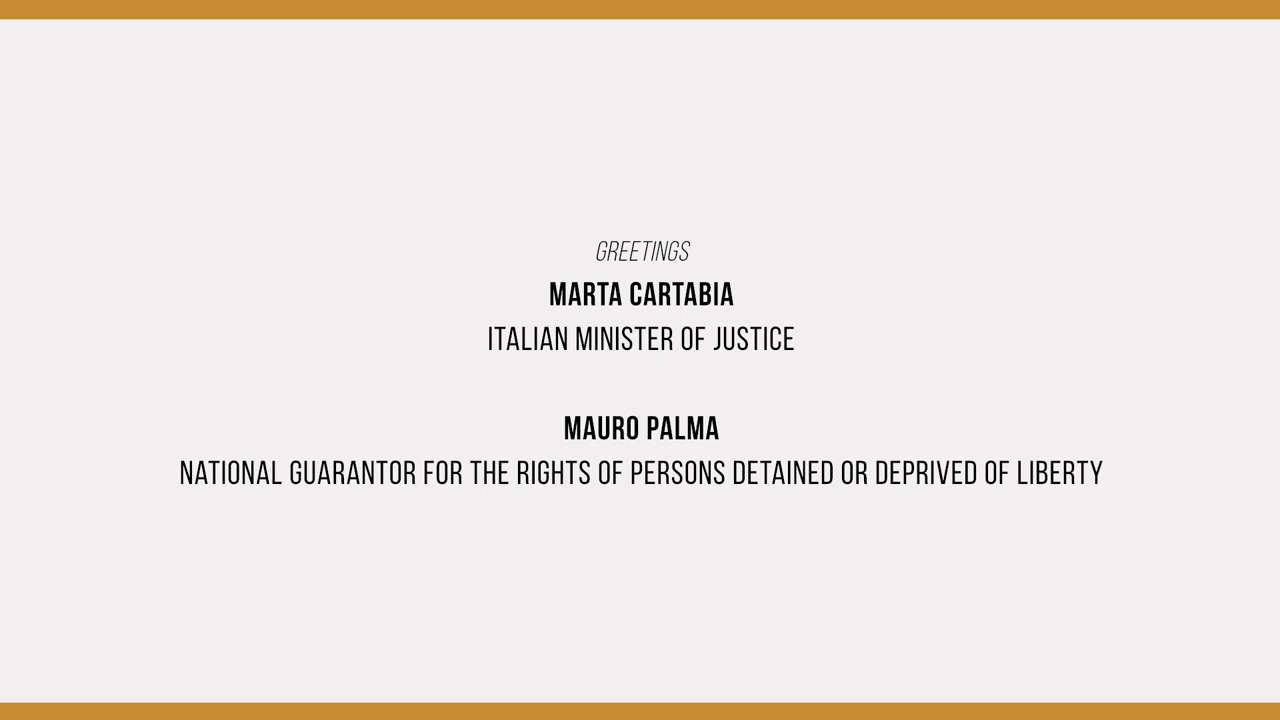 GREETINGS
MARTA CARTABIA
ITALIAN MINISTER OF JUSTICE
MAURO PALMA
NATIONAL GUARANTOR FOR THE RIGHTS OF PERSONS DETAINED OR DEPRIVED OF LIBERTY